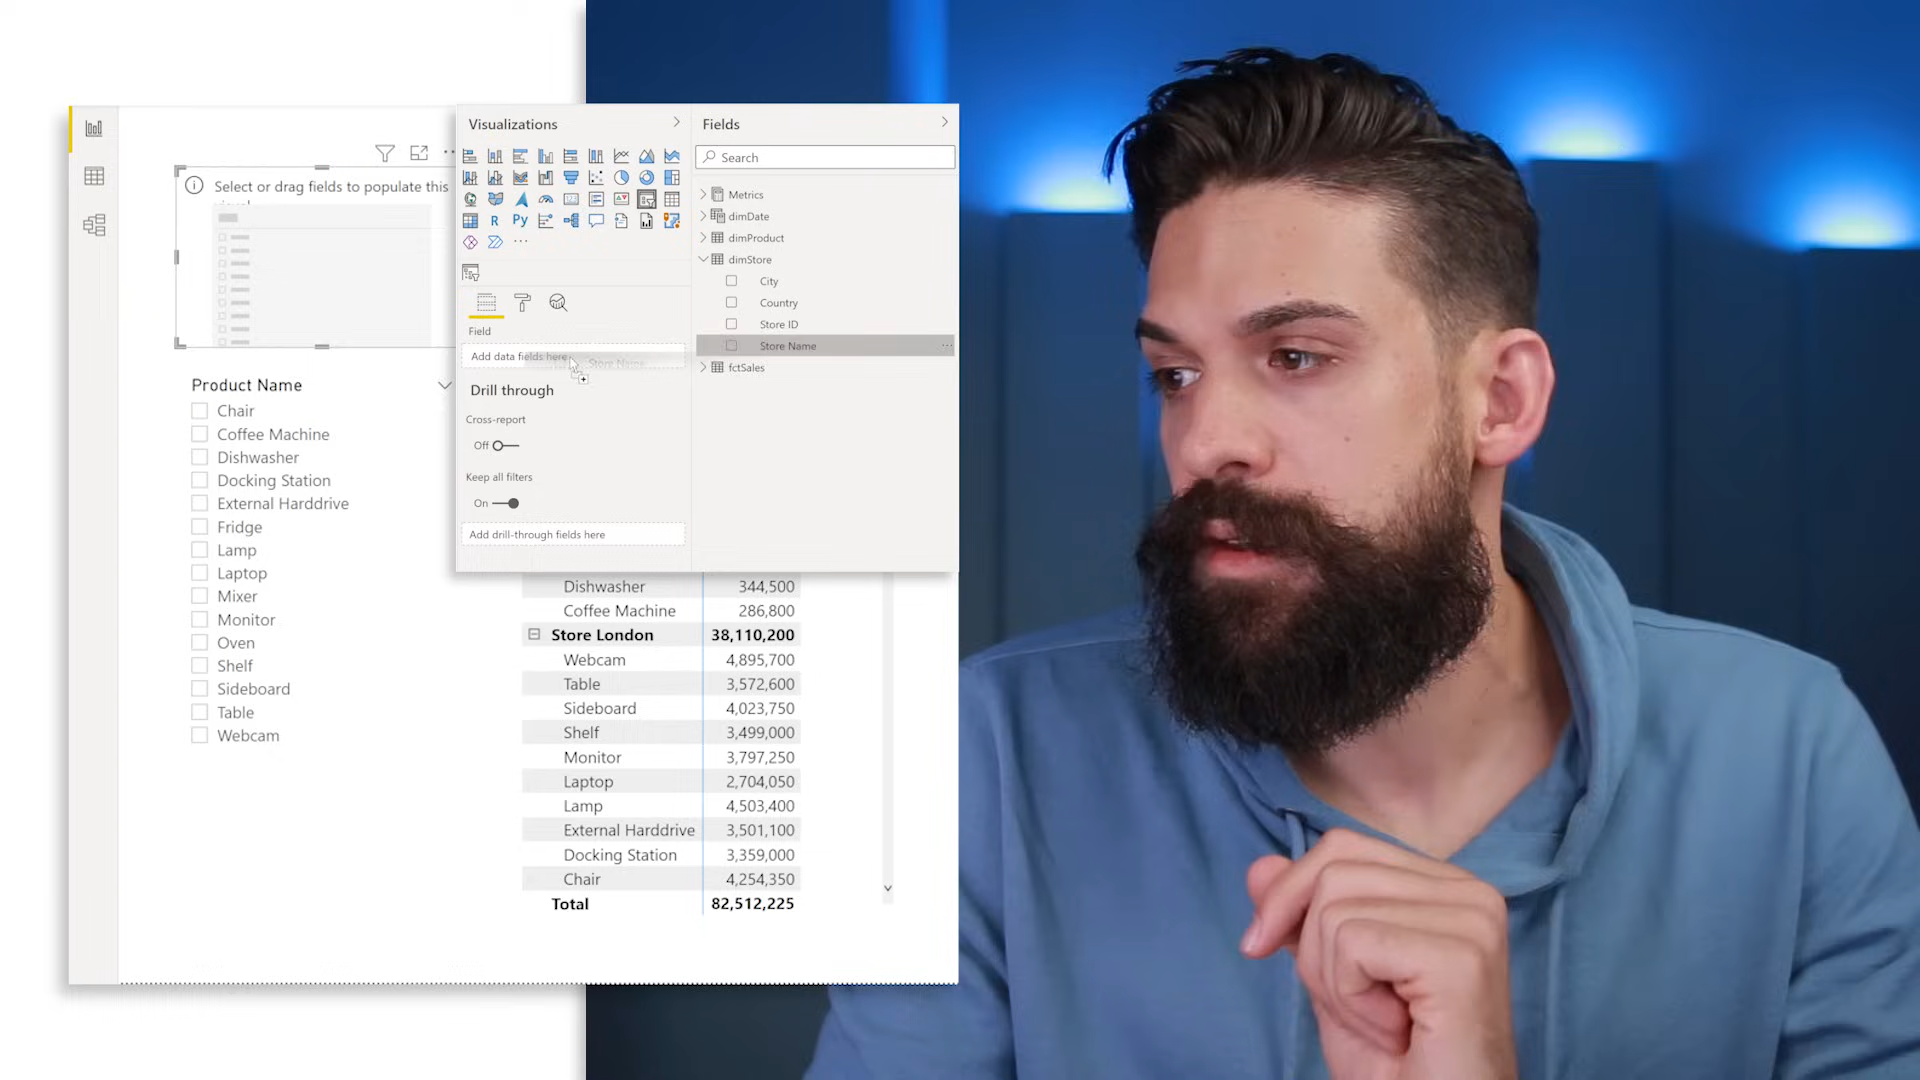 Visualizations
Fields
Search
Select or drag fields to populate this
Metrics
dimDate
dimProduct
dimStore
City
Country
Store ID
Store Name
fctSales
R
Py
Field
Add data fields here
Store Name
Drill through
Cross-report
Off
Keep all filters
On
Add drill-through fields here
Product Name
Chair
Coffee Machine
Dishwasher
Docking Station
External Harddrive
Fridge
Lamp
Laptop
Mixer
Monitor
Oven
Shelf
Sideboard
Table
Webcam
Dishwasher 344,500
Coffee Machine 286,800
Store London 38,110,200
Webcam 4,895,700
Table 3,572,600
Sideboard 4,023,750
Shelf 3,499,000
Monitor 3,797,250
Laptop 2,704,050
Lamp 4,503,400
External Harddrive 3,501,100
Docking Station 3,359,000
Chair 4,254,350
Total 82,512,225